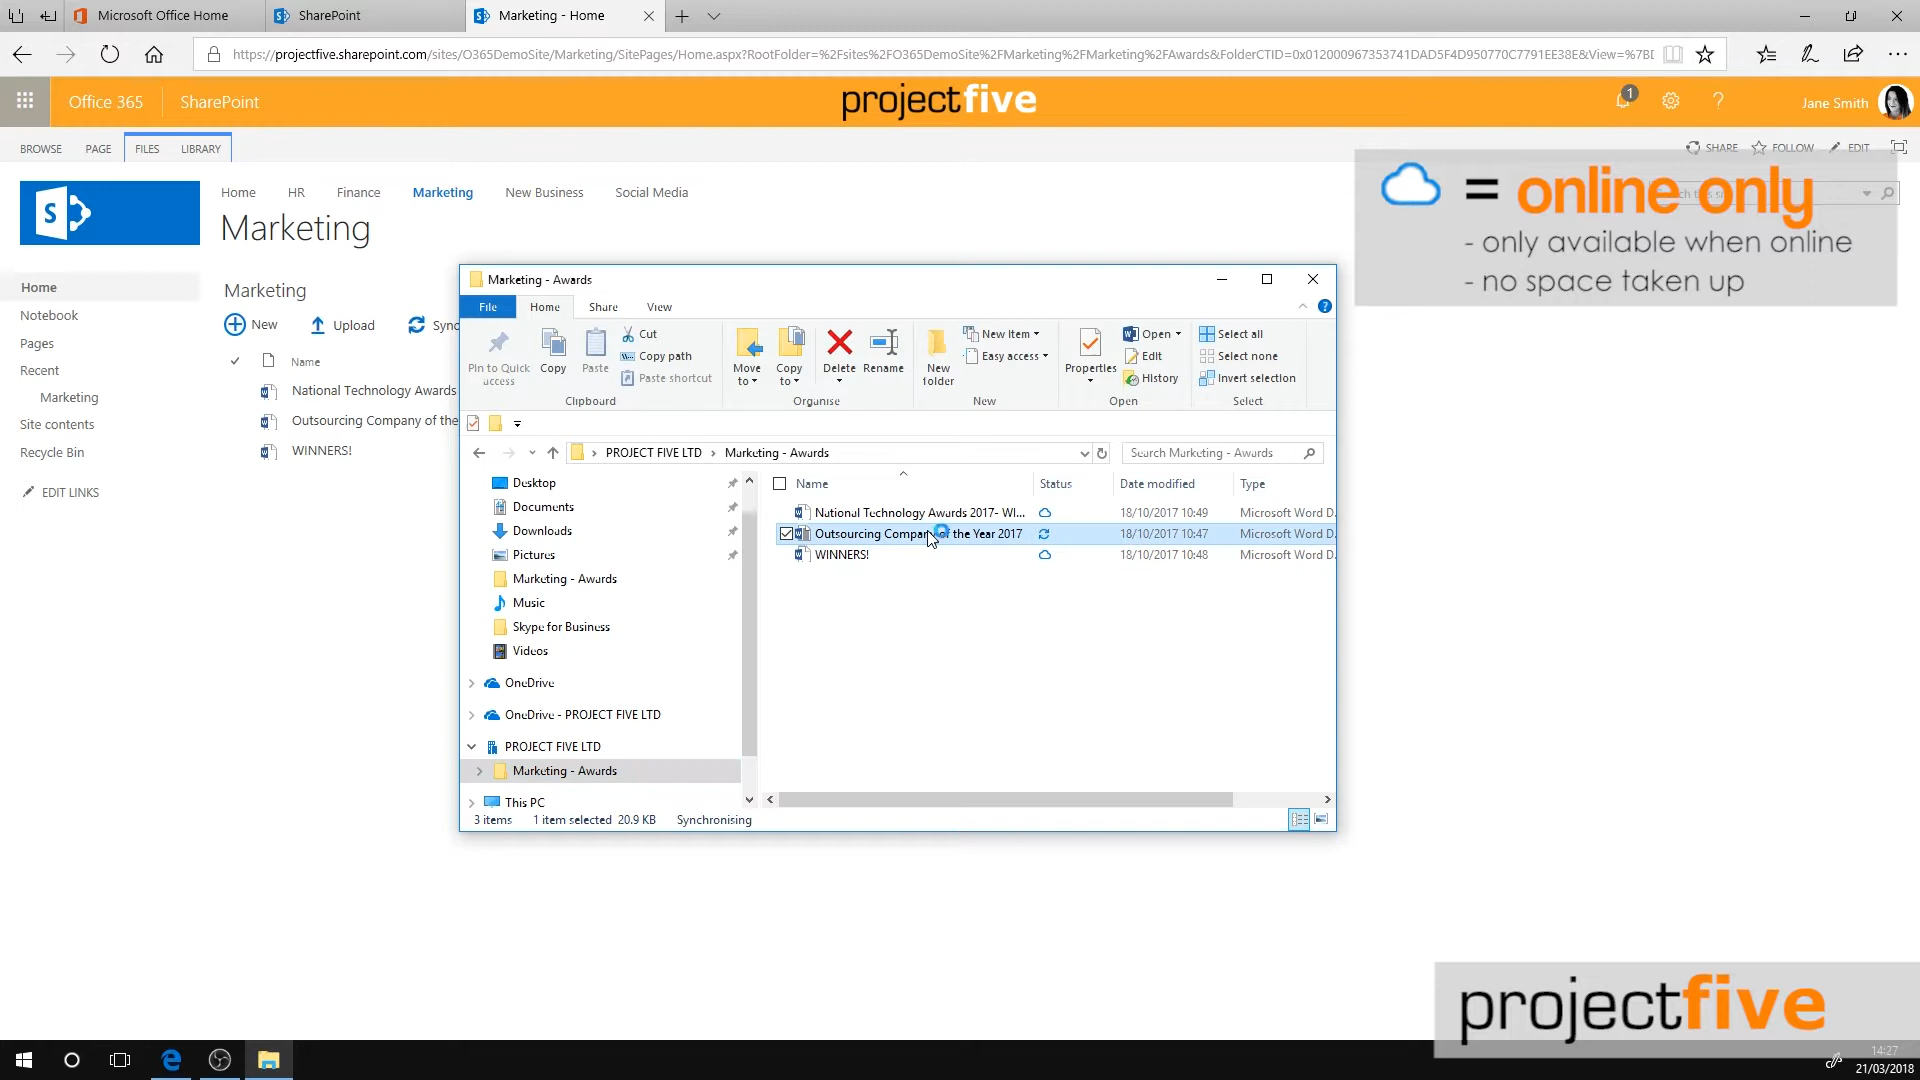 Microsoft Office Home
SharePoint
Marketing - Home
https://projectfive.sharepoint.com/sites/O365DemoSite/Marketing/SitePages/Home.aspx?RootFolder=%2Fsites%2FO365DemoSite%2FMarketing%2FMarketing%2FAwards&FolderCTID=0x012000967353741DAD5F4D950770C7791EE38E&View=%7B
Office 365
SharePoint
projectfive
1
Jane Smith
BROWSE
PAGE
FILES
LIBRARY
SHARE
FOLLOW
EDIT
= online only
- only available when online
- no space taken up
Home
HR
Finance
Marketing
New Business
Social Media
Marketing
Home
Notebook
Pages
Recent
Marketing
Site contents
Recycle Bin
EDIT LINKS
Marketing
New
Upload
Sync
Name
National Technology Awards
Outsourcing Company of the
WINNERS!
Marketing - Awards
File
Home
Share
View
Pin to Quick access
Copy
Paste
Cut
Copy path
Paste shortcut
Clipboard
Move to
Copy to
Delete
Rename
Organise
New folder
New Item
Easy access
New
Properties
Open
Edit
History
Open
Select all
Select none
Invert selection
Select
PROJECT FIVE LTD
Marketing - Awards
Search Marketing - Awards
Desktop
Documents
Downloads
Pictures
Marketing - Awards
Music
Skype for Business
Videos
OneDrive
OneDrive - PROJECT FIVE LTD
PROJECT FIVE LTD
Marketing - Awards
This PC
Name
Status
Date modified
Type
National Technology Awards 2017- WI...
18/10/2017 10:49
Microsoft Word D.
Outsourcing Company of the Year 2017
18/10/2017 10:47
Microsoft Word D.
WINNERS!
18/10/2017 10:48
Microsoft Word D.
3 items
1 item selected 20.9 KB
Synchronising
projectfive
14:27
21/03/2018